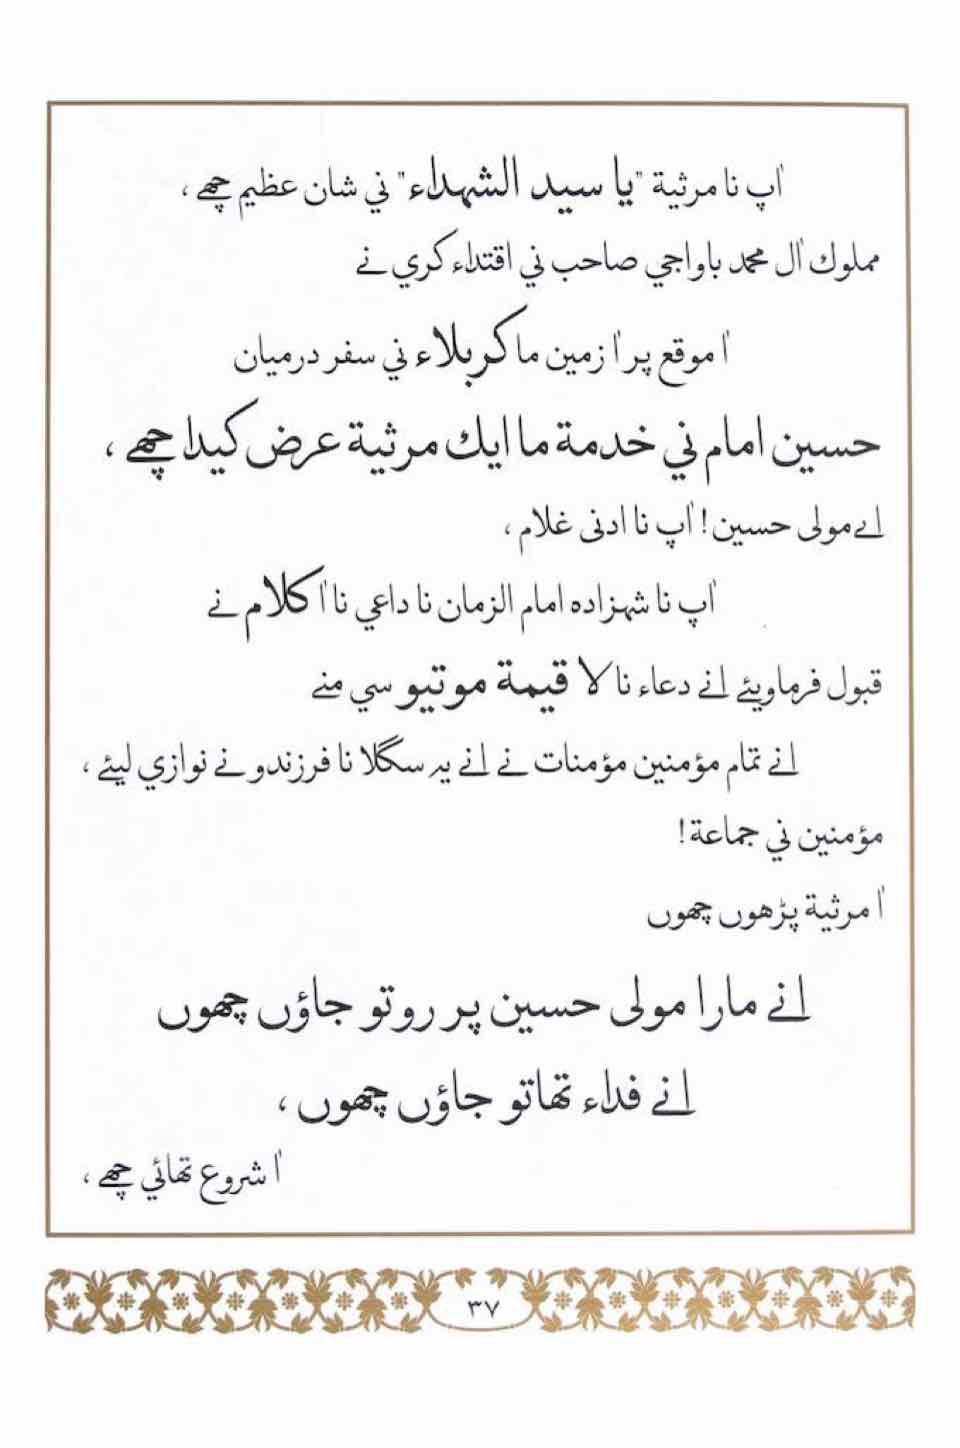 اٰپ نا مرثية "يا سيد الشهداء" ني شان عظيم چھے ،
مملوك اٰل محمد باواجي صاحب ني اقتداء كري نے
اٰ موقع پر اٰ زمين ما كربلاء ني سفر درميان
حسين امام ني خدمة ما ايك مرثية عرض كيدا چھے ،
اے مولى حسين! اٰپ نا ادنى غلام ،
اٰپ نا شهزاده امام الزمان نا داعي نا اٰ كلام نے
قبول فرماويئے انے دعاء نا لا قيمة موتيو سي منے
انے تمام مؤمنين مؤمنات نے انے يہ سگلا نا فرزندو نے نوازي ليئے ،
مؤمنين ني جماعة!
اٰ مرثية پڑھوں چھوں
انے مارا مولى حسين پر روتو جاؤں چھوں
انے فداء تھاتو جاؤں چھوں ،
اٰ شروع تھائي چھے ،
٣٧